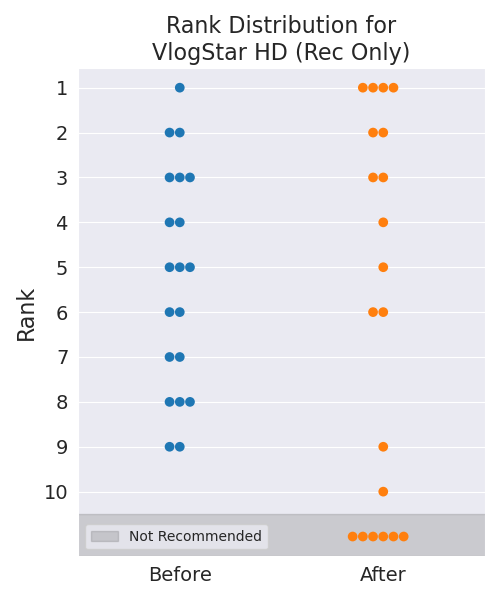 Rank Distribution for
VlogStar HD (Rec Only)
Rank
1
2
3
4
5
6
7
8
9
10
Not Recommended
Before After